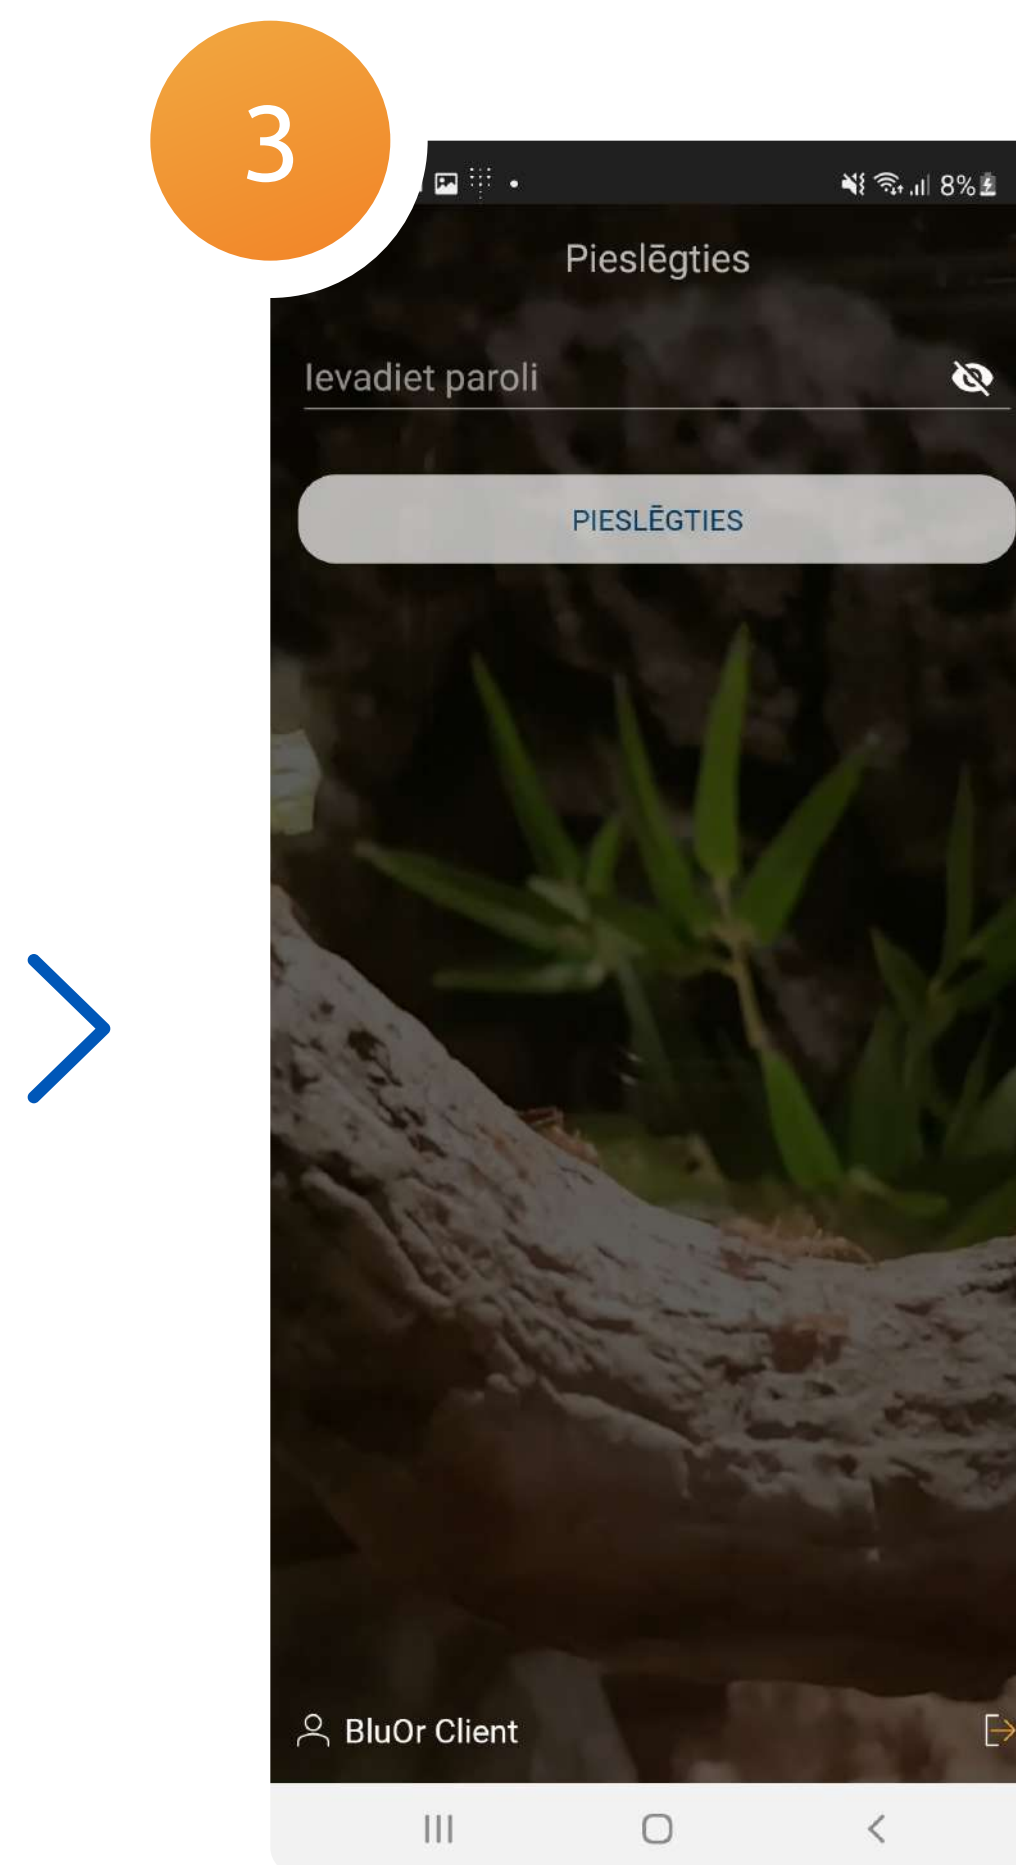 3
8%
Pieslēgties
Ievadiet paroli
PIESLĒGTIES
BluOr Client